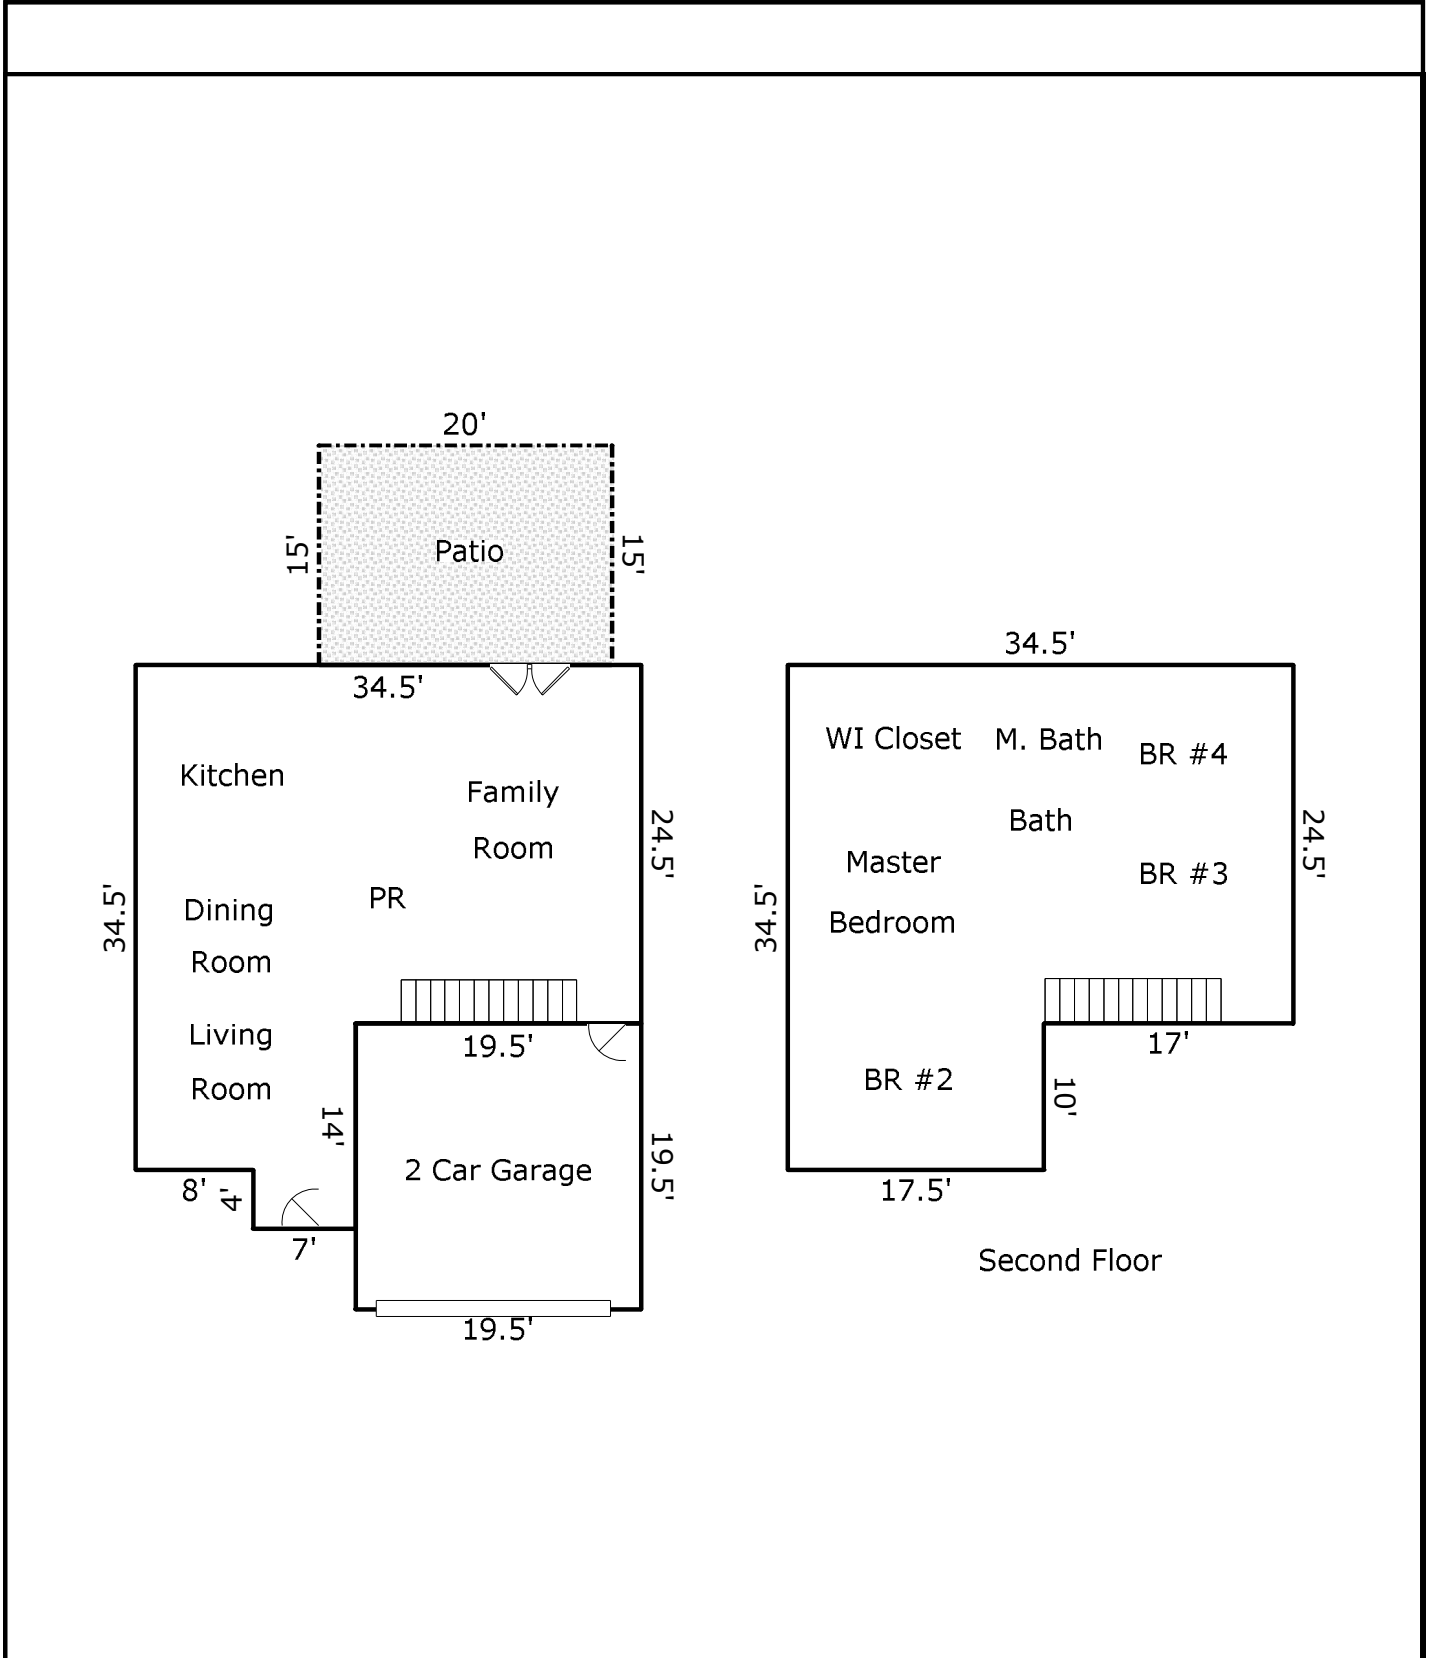 20'
15'
Patio
15'
34.5'
Kitchen
Family
Room
24.5'
34.5'
Dining
Room
PR
Living
Room
19.5'
14'
2 Car Garage
19.5'
8'
4'
7'
19.5'
34.5'
WI Closet
M. Bath
BR #4
Bath
24.5'
Master
Bedroom
BR #3
34.5'
17'
BR #2
10'
17.5'
Second Floor